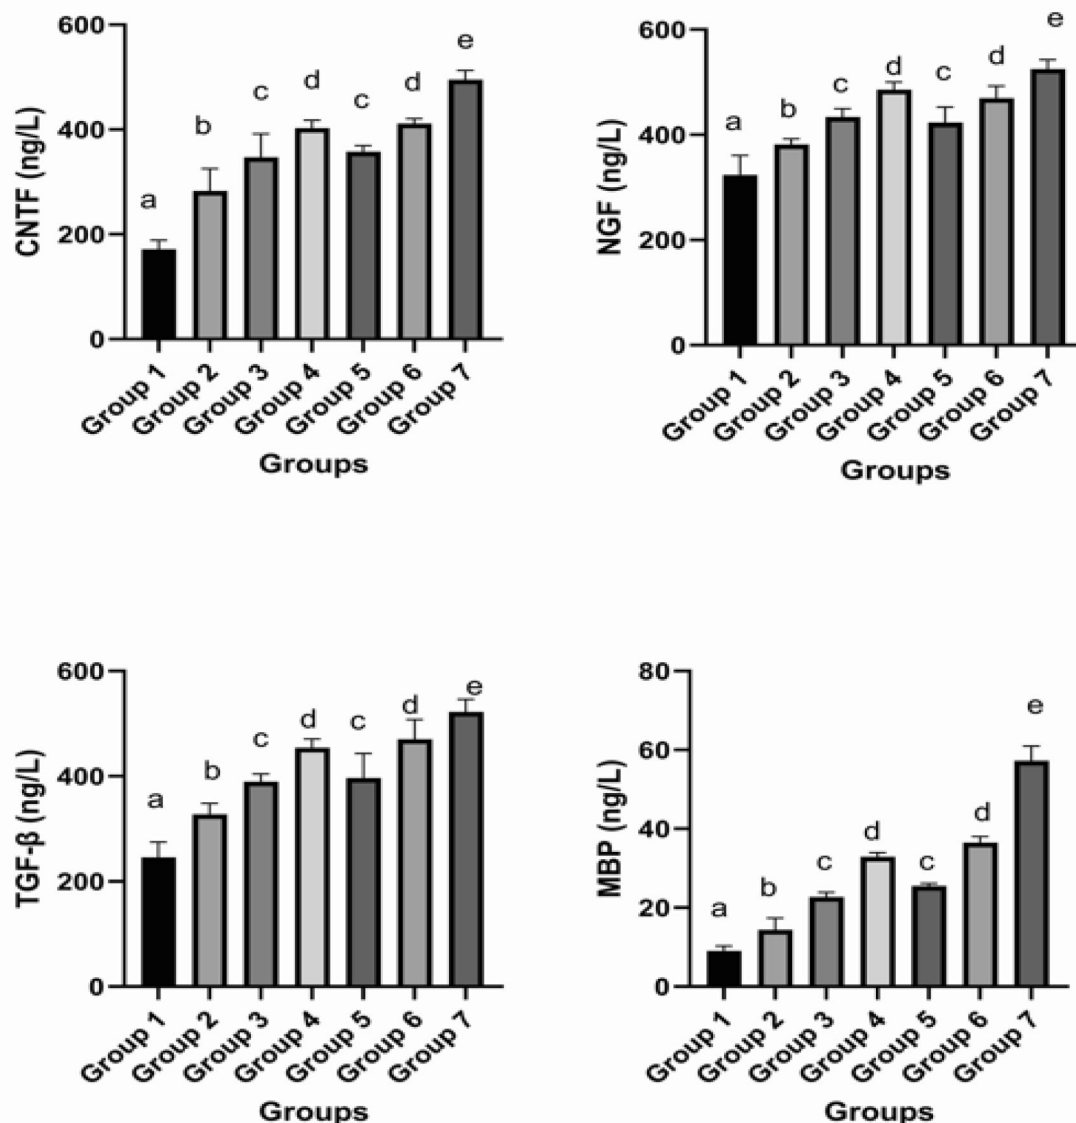 CNTF (ng/L)
600
400
200
0
a
b
c
d
c
d
e
Group 1
Group 2
Group 3
Group 4
Group 5
Group 6
Group 7
Groups
NGF (ng/L)
600
400
200
0
a
b
c
d
c
d
e
Group 1
Group 2
Group 3
Group 4
Group 5
Group 6
Group 7
Groups
TGF-β (ng/L)
600
400
200
0
a
b
c
d
c
d
e
Group 1
Group 2
Group 3
Group 4
Group 5
Group 6
Group 7
Groups
MBP (ng/L)
80
60
40
20
0
a
b
c
d
c
d
e
Group 1
Group 2
Group 3
Group 4
Group 5
Group 6
Group 7
Groups